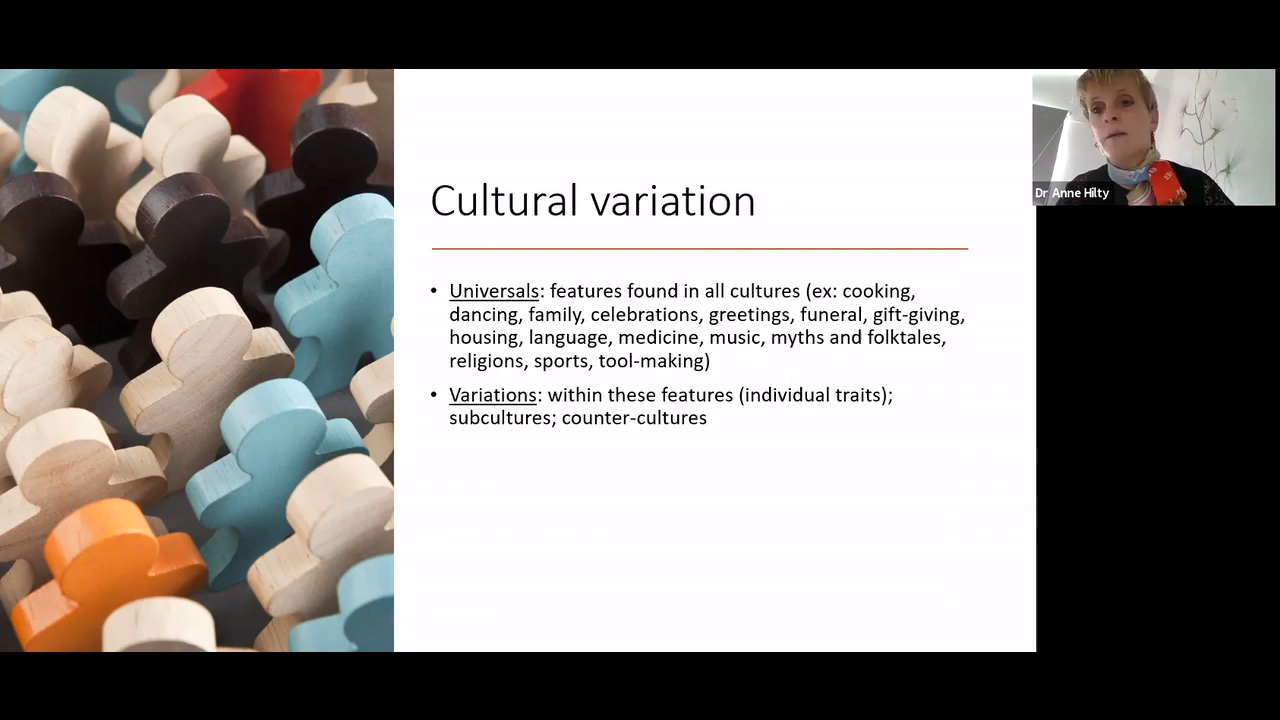 Cultural variation
• Universals: features found in all cultures (ex: cooking,
dancing, family, celebrations, greetings, funeral, gift-giving,
housing, language, medicine, music, myths and folktales,
religions, sports, tool-making)
• Variations: within these features (individual traits);
subcultures; counter-cultures
Dr Anne Hilty